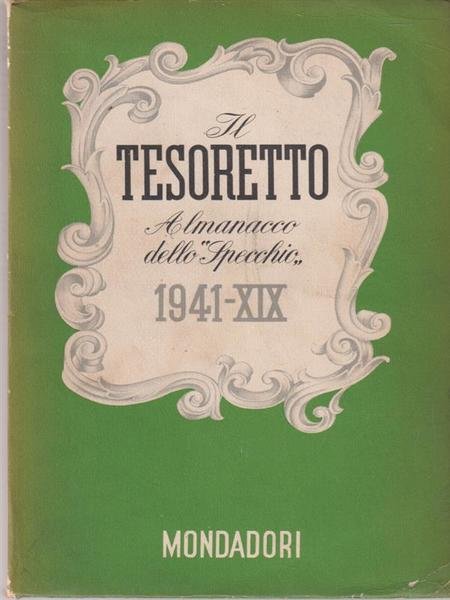 Il
TESORETTO
Almanacco
dello "Specchio„
1941-XIX
MONDADORI